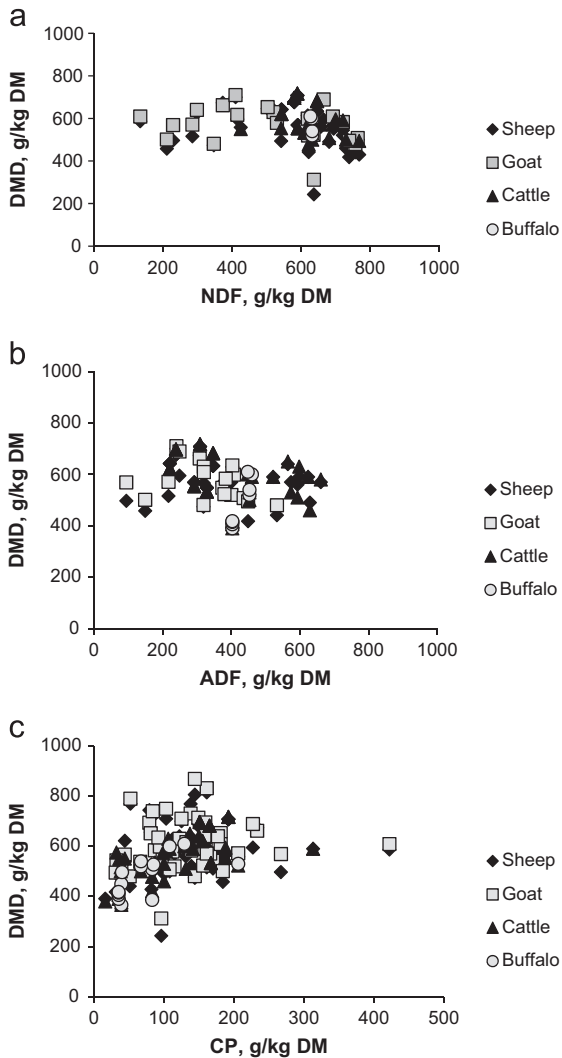 a
1000
800
600
400
200
0
DMD, g/kg DM
0 200 400 600 800 1000
NDF, g/kg DM
Sheep
Goat
Cattle
Buffalo
b
1000
800
600
400
200
0
DMD, g/kg DM
0 200 400 600 800 1000
ADF, g/kg DM
Sheep
Goat
Cattle
Buffalo
c
1000
800
600
400
200
0
DMD, g/kg DM
0 100 200 300 400 500
CP, g/kg DM
Sheep
Goat
Cattle
Buffalo